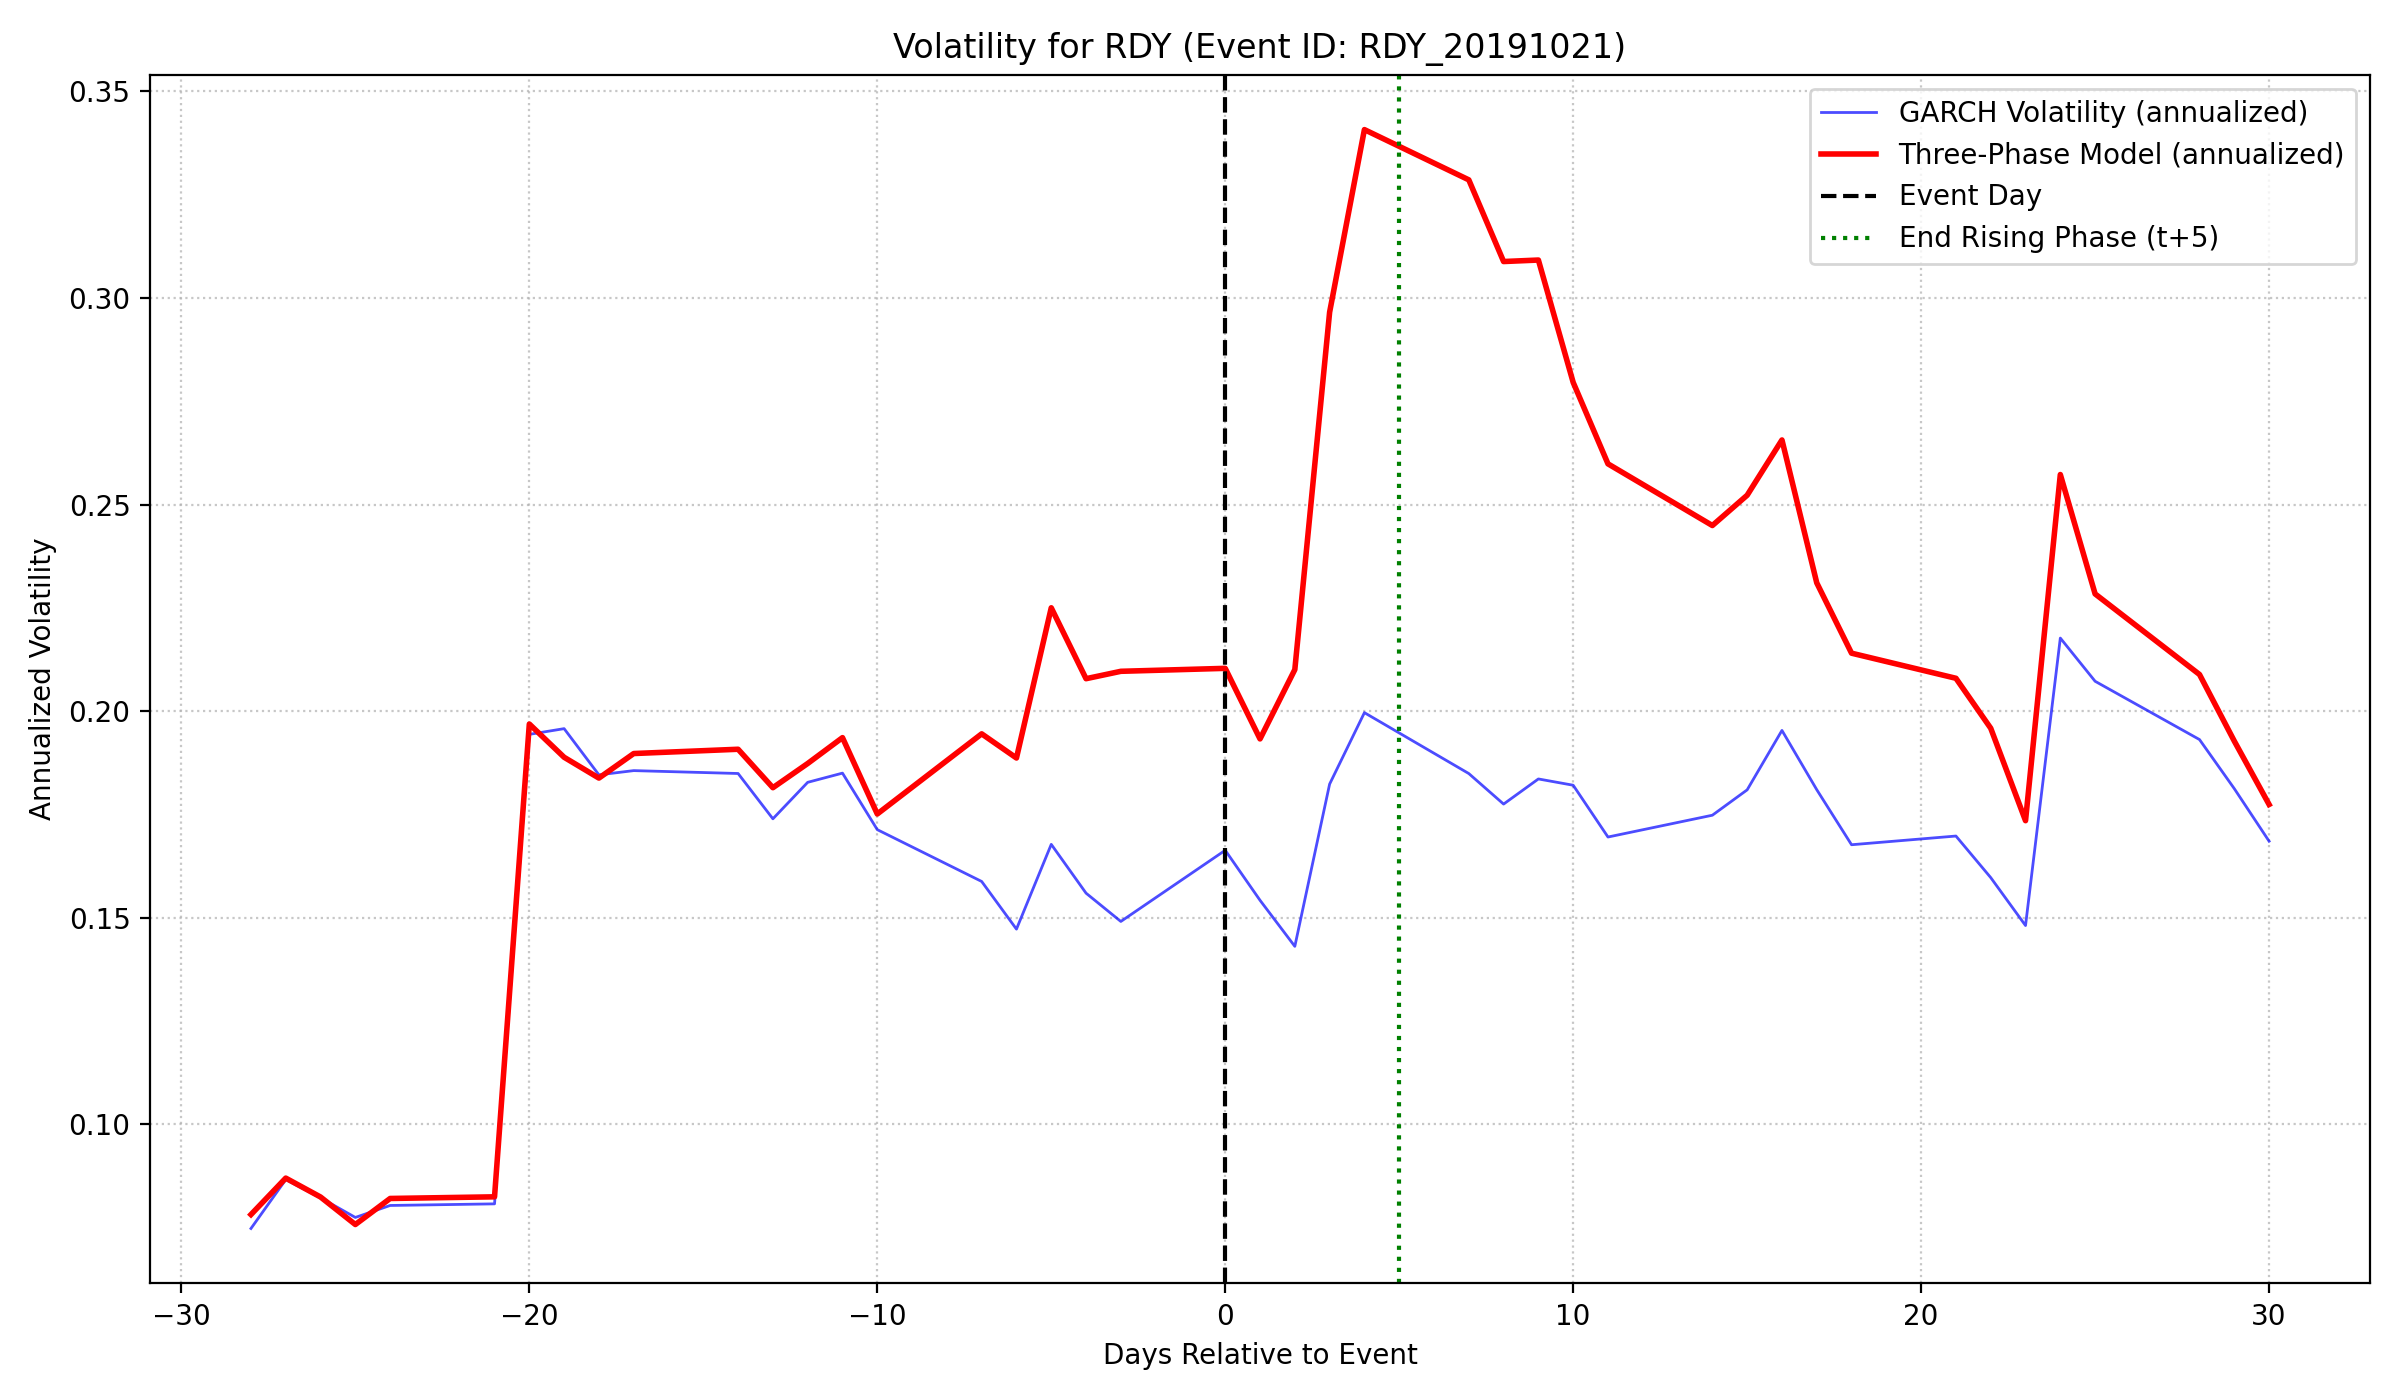 Volatility for RDY (Event ID: RDY_20191021)
GARCH Volatility (annualized)
Three-Phase Model (annualized)
Event Day
End Rising Phase (t+5)
Annualized Volatility
0.35
0.30
0.25
0.20
0.15
0.10
−30
−20
−10
0
10
20
30
Days Relative to Event